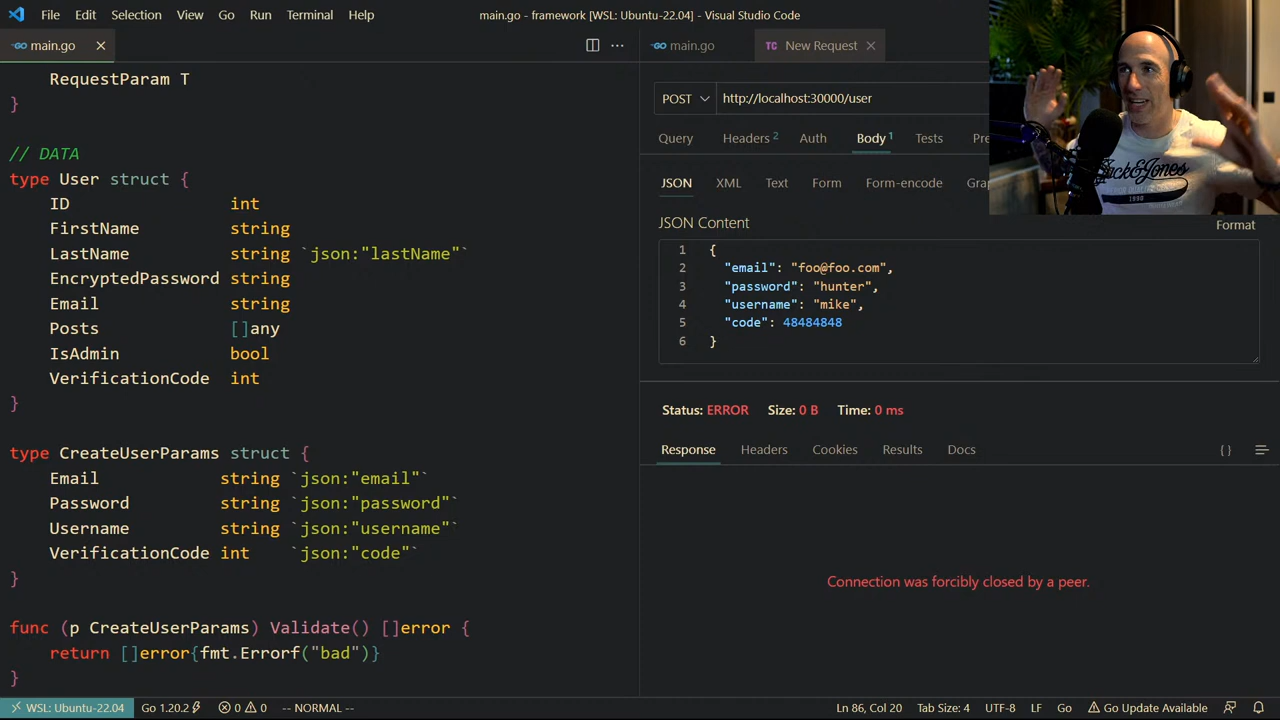 File Edit Selection View Go Run Terminal Help
main.go - framework [WSL: Ubuntu-22.04] - Visual Studio Code
main.go
RequestParam T
}
// DATA
type User struct {
ID int
FirstName string
LastName string `json:"lastName"`
EncryptedPassword string
Email string
Posts []any
IsAdmin bool
VerificationCode int
}
type CreateUserParams struct {
Email string `json:"email"`
Password string `json:"password"`
Username string `json:"username"`
VerificationCode int `json:"code"`
}
func (p CreateUserParams) Validate() []error {
return []error{fmt.Errorf("bad")}
}
main.go TC New Request
POST http://localhost:30000/user
Query Headers 2 Auth Body 1 Tests Pre
JSON XML Text Form Form-encode Grap
JSON Content Format
1 {
2 "email": "foo@foo.com",
3 "password": "hunter",
4 "username": "mike",
5 "code": 48484848
6 }
Status: ERROR Size: 0 B Time: 0 ms
Response Headers Cookies Results Docs { }
Connection was forcibly closed by a peer.
WSL: Ubuntu-22.04 Go 1.20.2 0 0 -- NORMAL -- Ln 86, Col 20 Tab Size: 4 UTF-8 LF Go Go Update Available